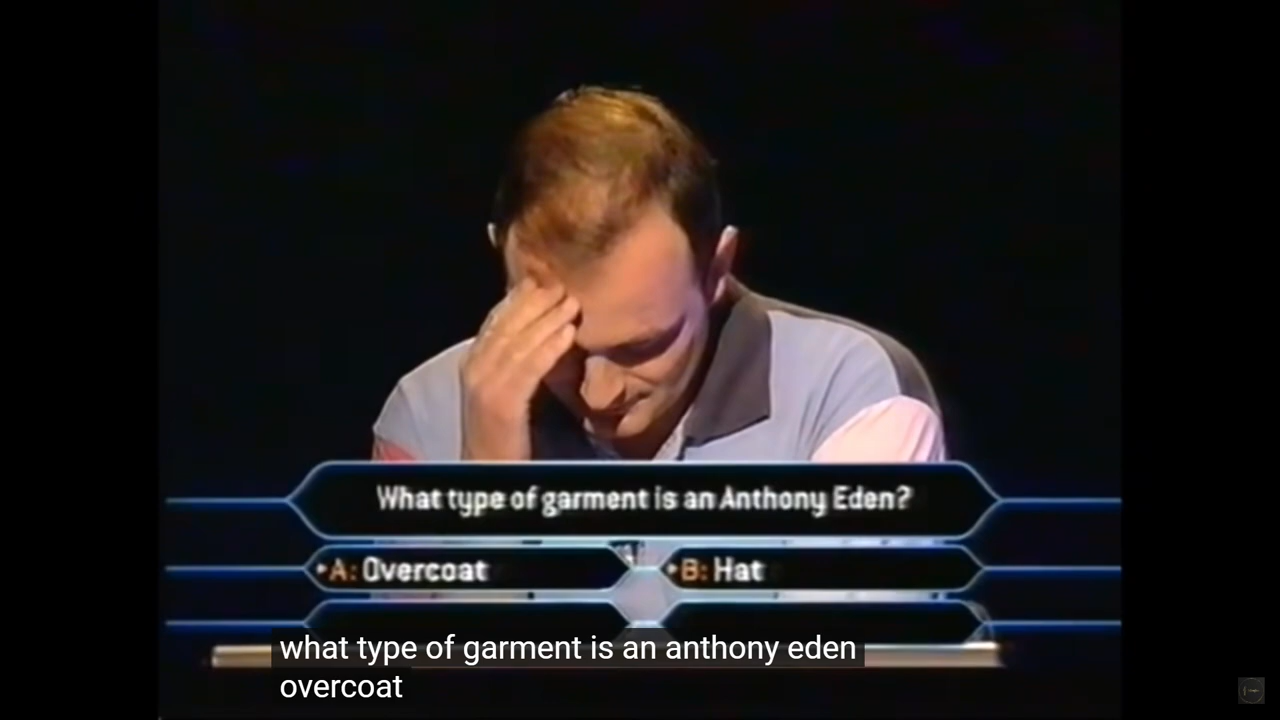 What type of garment is an Anthony Eden?
A: Overcoat
B: Hat
what type of garment is an anthony eden
overcoat